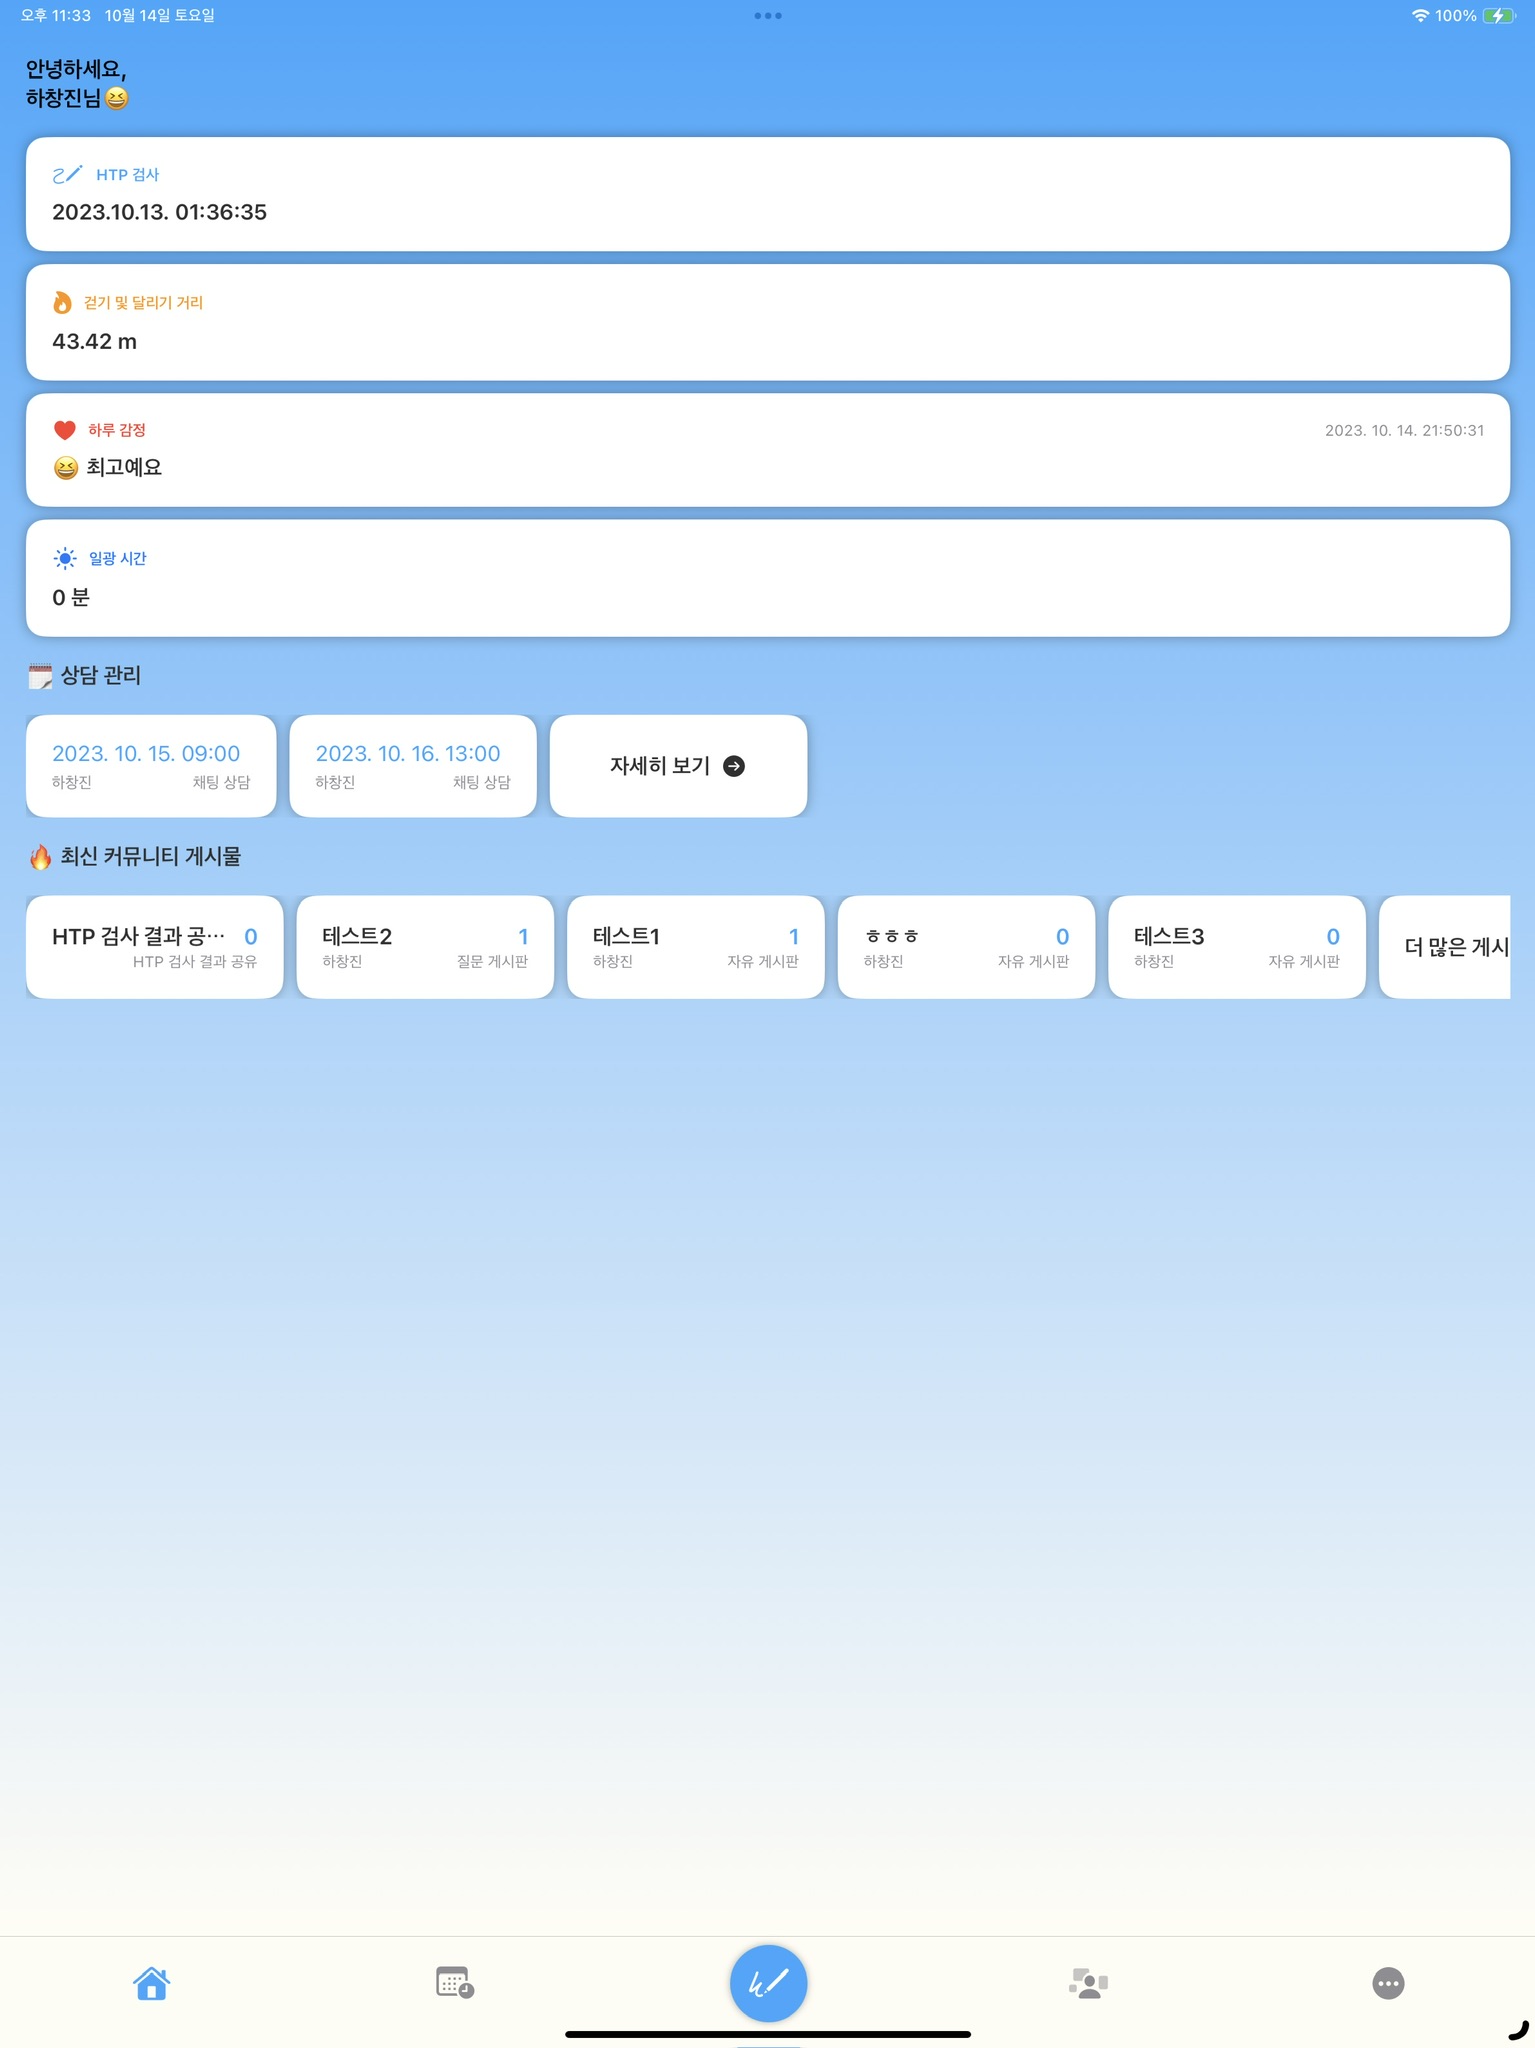 오후 11:33 10월 14일 토요일
100%
안녕하세요,
하창진님😆
HTP 검사
2023.10.13. 01:36:35
걷기 및 달리기 거리
43.42 m
하루 감정 2023. 10. 14. 21:50:31
😆 최고예요
일광 시간
0 분
🗓️ 상담 관리
2023. 10. 15. 09:00
하창진 채팅 상담
2023. 10. 16. 13:00
하창진 채팅 상담
자세히 보기
🔥 최신 커뮤니티 게시물
HTP 검사 결과 공… 0
HTP 검사 결과 공유
테스트2 1
하창진 질문 게시판
테스트1 1
하창진 자유 게시판
ㅎㅎㅎ 0
하창진 자유 게시판
테스트3 0
하창진 자유 게시판
더 많은 게시